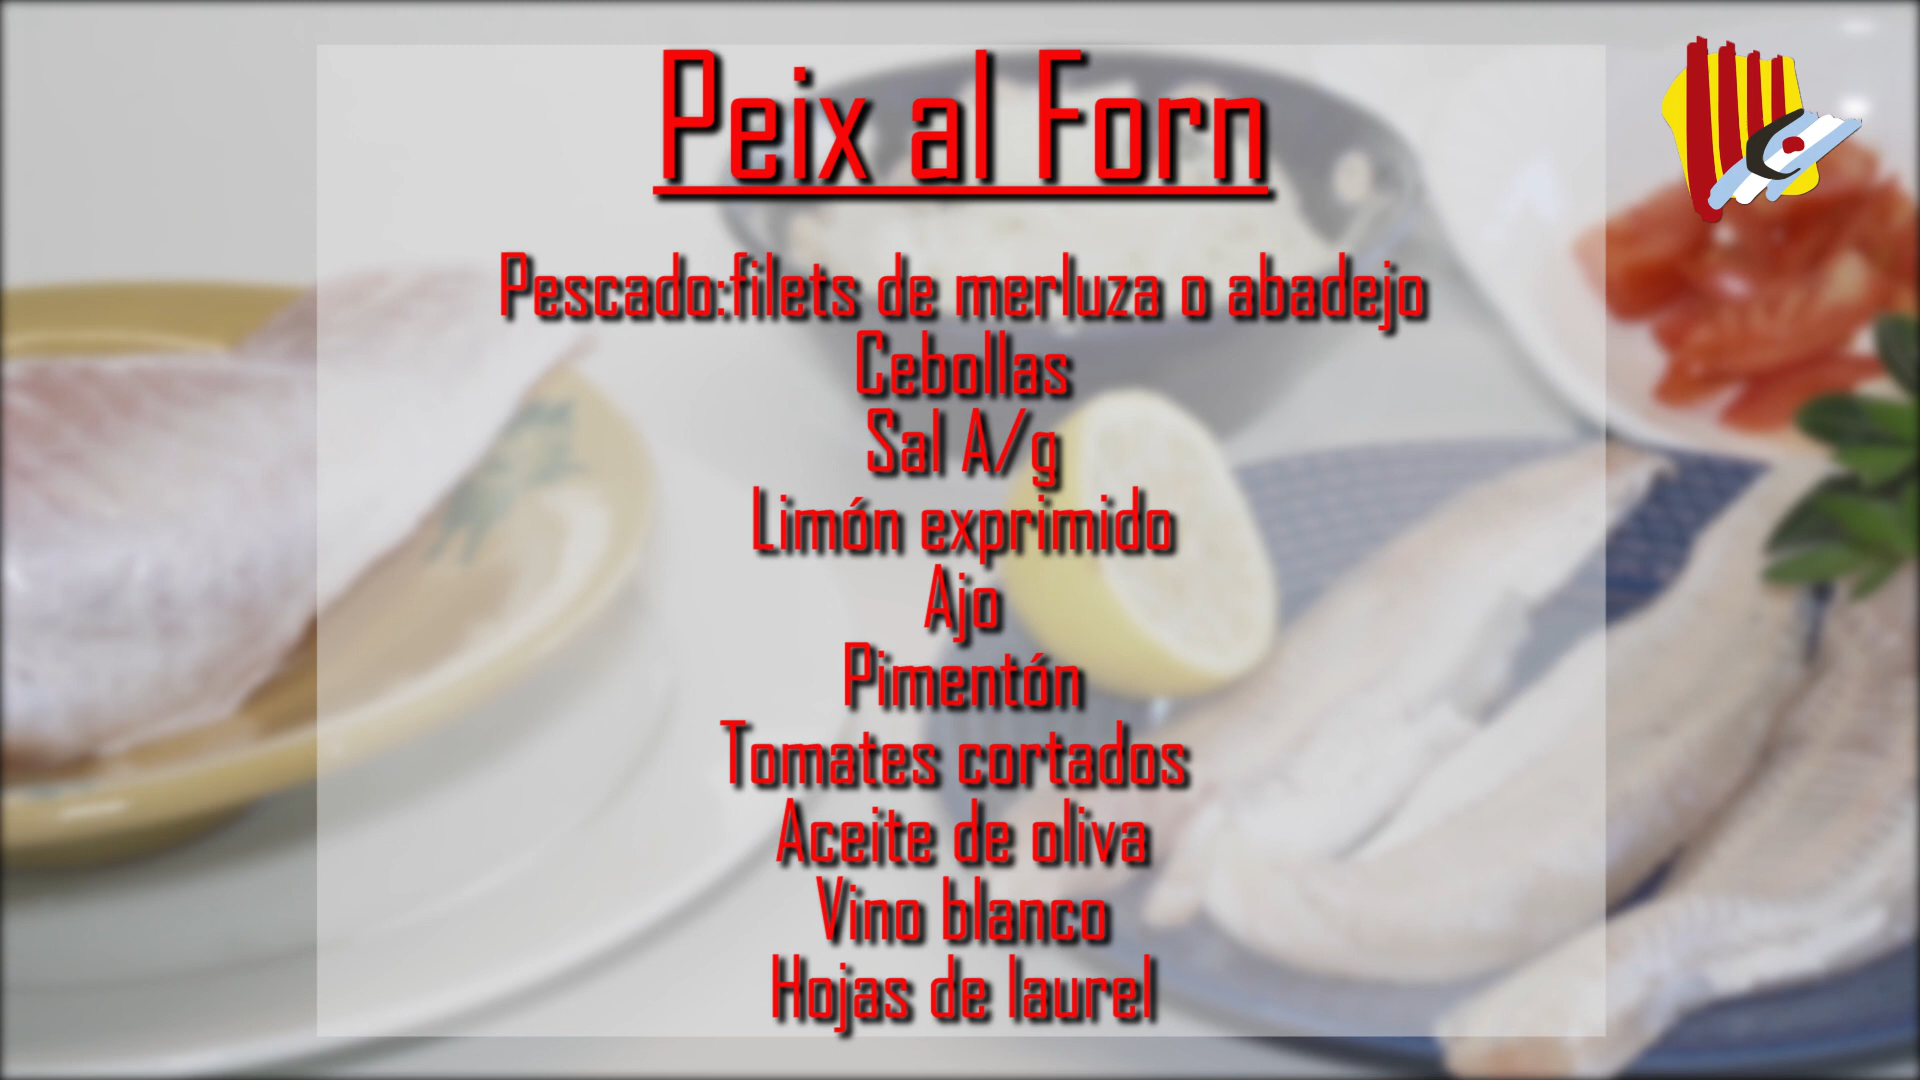 Peix al Forn
Pescado:filets de merluza o abadejo
Cebollas
Sal A/g
Limón exprimido
Ajo
Pimentón
Tomates cortados
Aceite de oliva
Vino blanco
Hojas de laurel